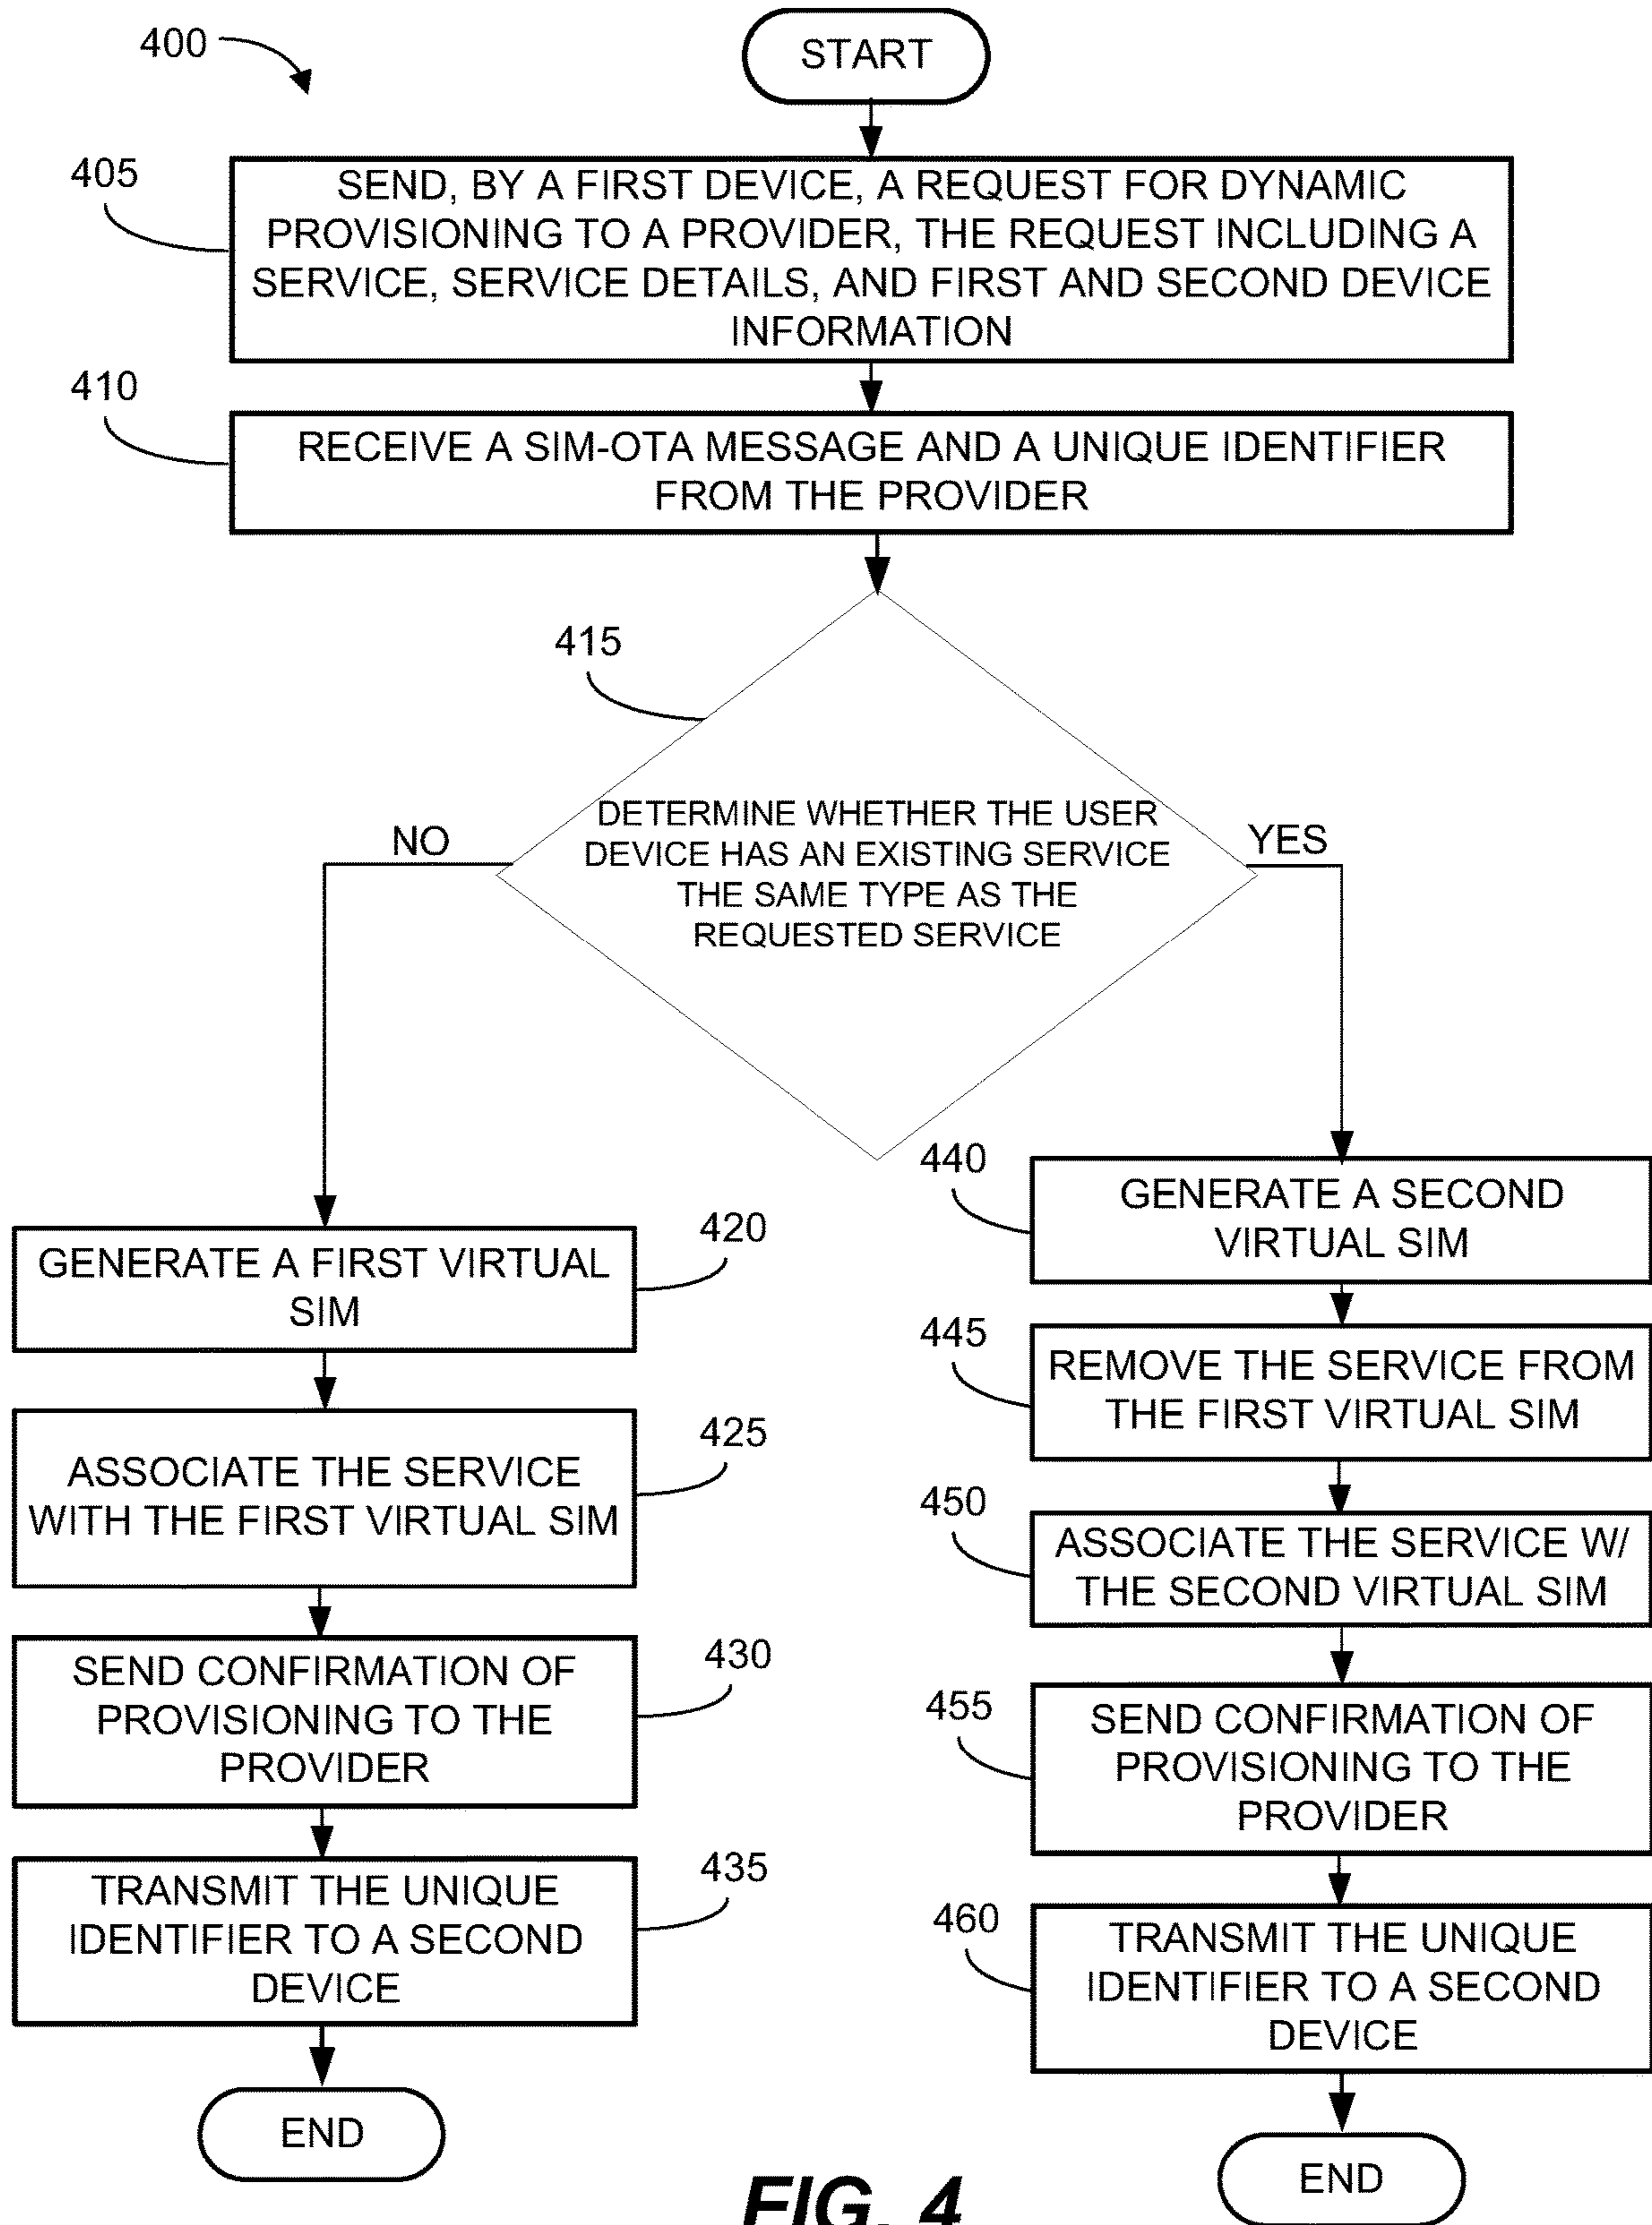 400
START
405
SEND, BY A FIRST DEVICE, A REQUEST FOR DYNAMIC
PROVISIONING TO A PROVIDER, THE REQUEST INCLUDING A
SERVICE, SERVICE DETAILS, AND FIRST AND SECOND DEVICE
INFORMATION
410
RECEIVE A SIM-OTA MESSAGE AND A UNIQUE IDENTIFIER
FROM THE PROVIDER
415
DETERMINE WHETHER THE USER
DEVICE HAS AN EXISTING SERVICE
THE SAME TYPE AS THE
REQUESTED SERVICE
NO
YES
420
GENERATE A FIRST VIRTUAL
SIM
425
ASSOCIATE THE SERVICE
WITH THE FIRST VIRTUAL SIM
430
SEND CONFIRMATION OF
PROVISIONING TO THE
PROVIDER
435
TRANSMIT THE UNIQUE
IDENTIFIER TO A SECOND
DEVICE
END
440
GENERATE A SECOND
VIRTUAL SIM
445
REMOVE THE SERVICE FROM
THE FIRST VIRTUAL SIM
450
ASSOCIATE THE SERVICE W/
THE SECOND VIRTUAL SIM
455
SEND CONFIRMATION OF
PROVISIONING TO THE
PROVIDER
460
TRANSMIT THE UNIQUE
IDENTIFIER TO A SECOND
DEVICE
END
FIG. 4